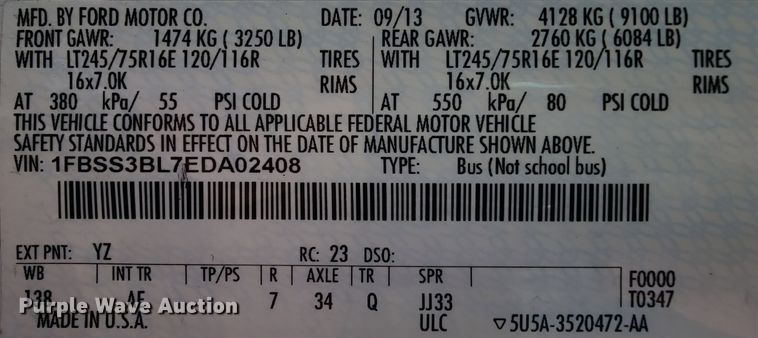 MFD. BY FORD MOTOR CO. DATE: 09/13 GVWR: 4128 KG ( 9100 LB)
FRONT GAWR: 1474 KG ( 3250 LB) REAR GAWR: 2760 KG ( 6084 LB)
WITH LT245/75R16E 120/116R TIRES WITH LT245/75R16E 120/116R TIRES
16x7.0K RIMS 16x7.0K RIMS
AT 380 kPa/ 55 PSI COLD AT 550 kPa/ 80 PSI COLD
THIS VEHICLE CONFORMS TO ALL APPLICABLE FEDERAL MOTOR VEHICLE
SAFETY STANDARDS IN EFFECT ON THE DATE OF MANUFACTURE SHOWN ABOVE.
VIN: 1FBSS3BL7EDA02408 TYPE: Bus (Not school bus)
EXT PNT: YZ RC: 23 DSO:
WB INT TR TP/PS R AXLE TR SPR F0000
138 AE 7 34 Q JJ33 T0347
Purple Wave Auction
MADE IN U.S.A. ULC 5U5A-3520472-AA